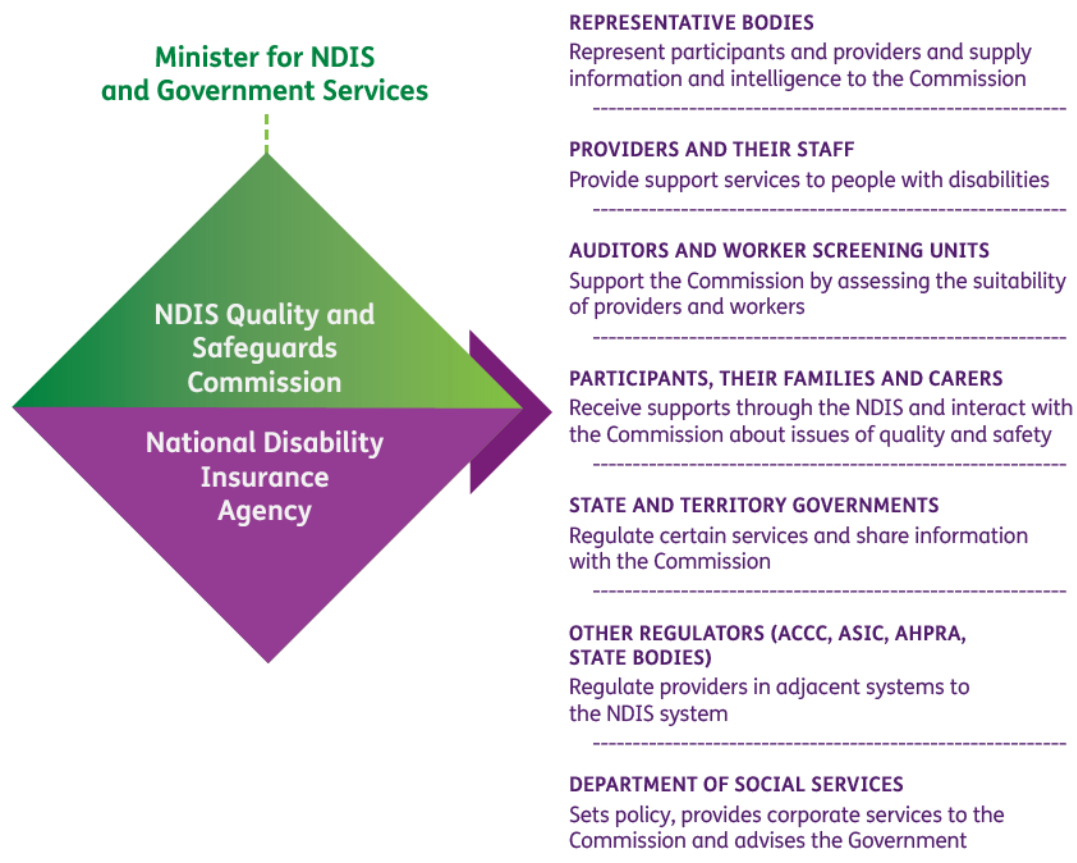 Minister for NDIS
and Government Services
NDIS Quality and
Safeguards
Commission
National Disability
Insurance
Agency
REPRESENTATIVE BODIES
Represent participants and providers and supply
information and intelligence to the Commission
PROVIDERS AND THEIR STAFF
Provide support services to people with disabilities
AUDITORS AND WORKER SCREENING UNITS
Support the Commission by assessing the suitability
of providers and workers
PARTICIPANTS, THEIR FAMILIES AND CARERS
Receive supports through the NDIS and interact with
the Commission about issues of quality and safety
STATE AND TERRITORY GOVERNMENTS
Regulate certain services and share information
with the Commission
OTHER REGULATORS (ACCC, ASIC, AHPRA,
STATE BODIES)
Regulate providers in adjacent systems to
the NDIS system
DEPARTMENT OF SOCIAL SERVICES
Sets policy, provides corporate services to the
Commission and advises the Government